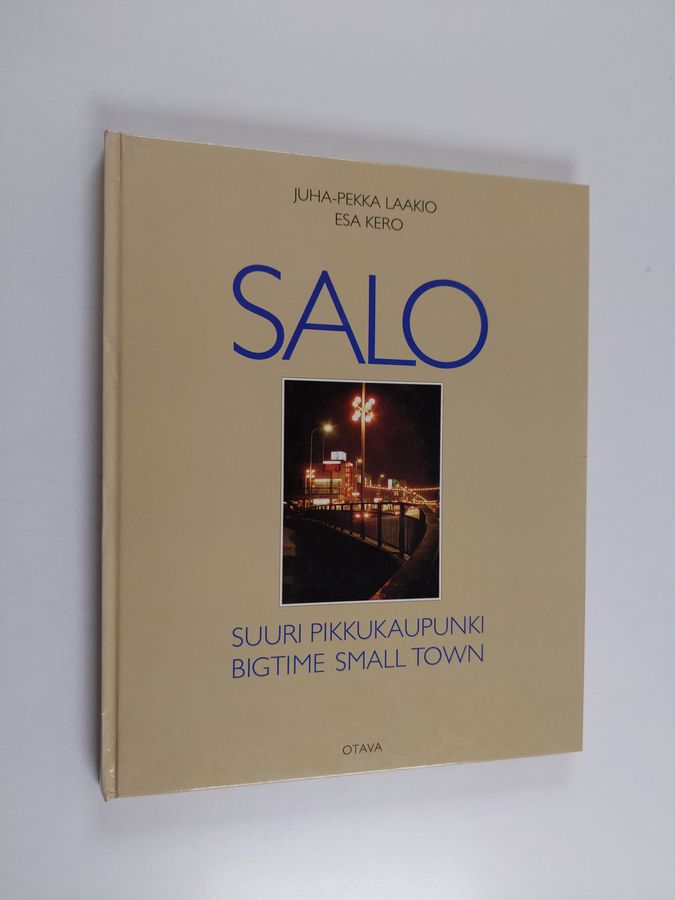 JUHA-PEKKA LAAKIO
ESA KERO
SALO
SUURI PIKKUKAUPUNKI
BIGTIME SMALL TOWN
OTAVA